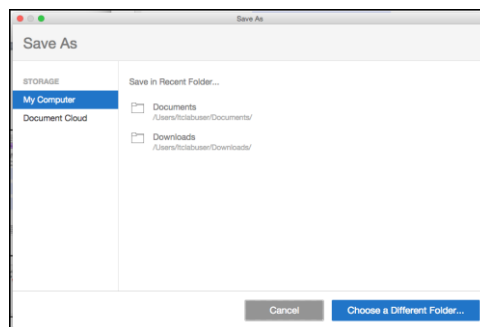 Save As
Save As
STORAGE
My Computer
Document Cloud
Save in Recent Folder...
Documents
/Users/ltclabuser/Documents/
Downloads
/Users/ltclabuser/Downloads/
Cancel
Choose a Different Folder...